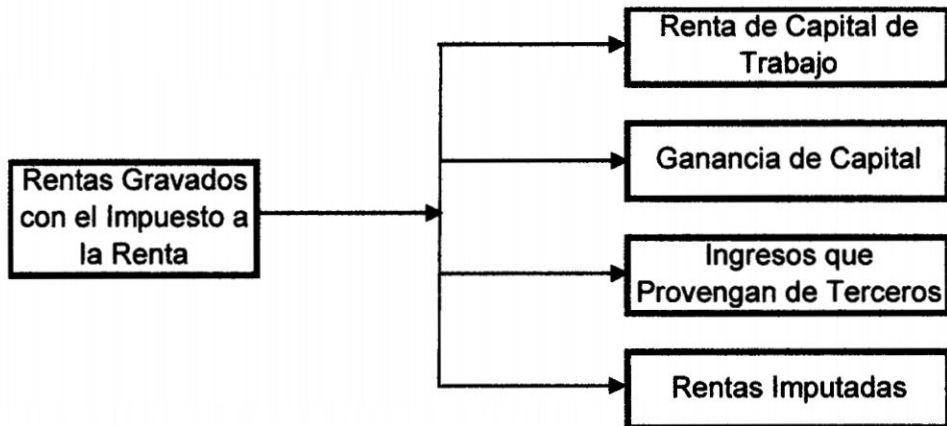 Rentas Gravados
con el Impuesto a
la Renta
Renta de Capital de
Trabajo
Ganancia de Capital
Ingresos que
Provengan de Terceros
Rentas Imputadas